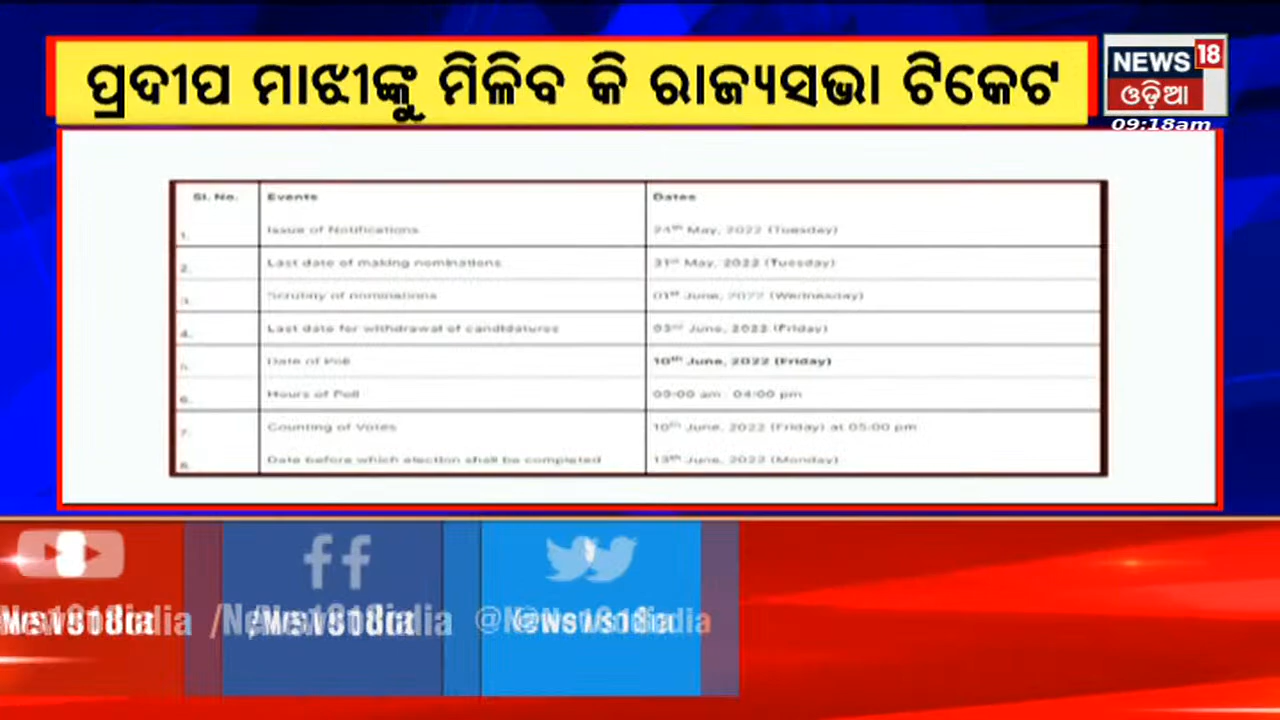 ପ୍ରଦୀପ ମାଝୀଙ୍କୁ ମିଳିବ କି ରାଜ୍ୟସଭା ଟିକେଟ
NEWS 18
ଓଡ଼ିଆ
09:18am
Sl. No. Events Dates
1. Issue of Notifications 24th May, 2022 (Tuesday)
2. Last date of making nominations 31st May, 2022 (Tuesday)
3. Scrutiny of nominations 01st June, 2022 (Wednesday)
4. Last date for withdrawal of candidatures 03rd June, 2022 (Friday)
5. Date of Poll 10th June, 2022 (Friday)
6. Hours of Poll 09:00 am - 04:00 pm
7. Counting of Votes 10th June, 2022 (Friday) at 05:00 pm
8. Date before which election shall be completed 13th June, 2022 (Monday)